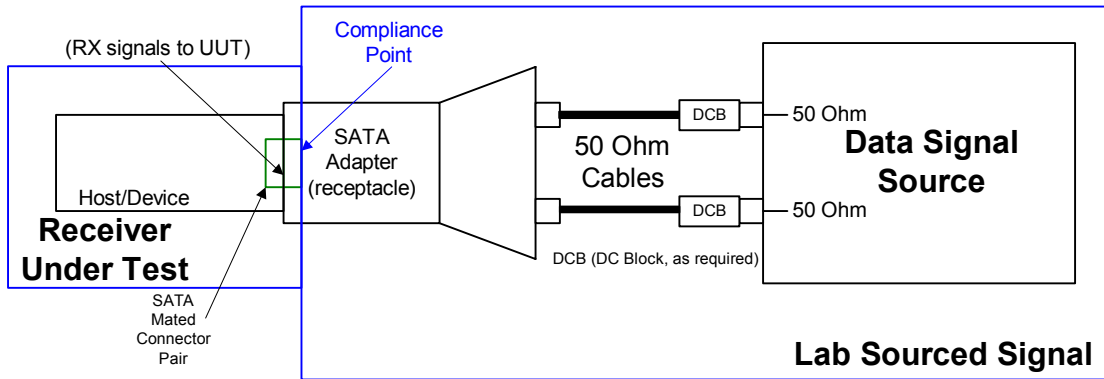 (RX signals to UUT)
Compliance
Point
SATA
Adapter
(receptacle)
Host/Device
Receiver
Under Test
SATA
Mated
Connector
Pair
50 Ohm
Cables
DCB
DCB
DCB (DC Block, as required)
50 Ohm
Data Signal
Source
50 Ohm
Lab Sourced Signal